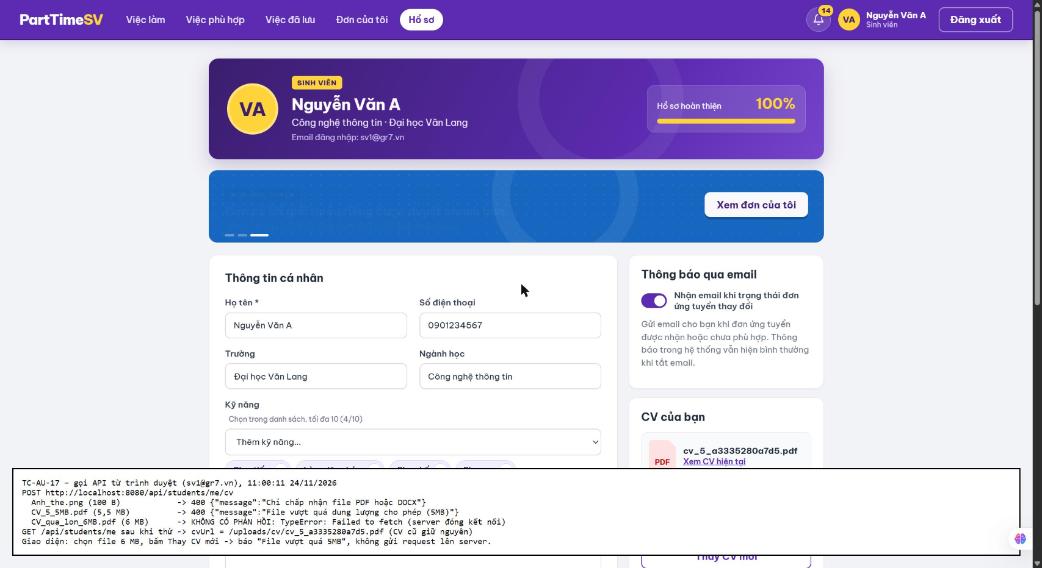 PartTimeSV
Việc làm
Việc phù hợp
Việc đã lưu
Đơn của tôi
Hồ sơ
14
VA
Nguyễn Văn A
Sinh viên
Đăng xuất
VA
SINH VIÊN
Nguyễn Văn A
Công nghệ thông tin · Đại học Văn Lang
Email đăng nhập: sv1@gr7.vn
Hồ sơ hoàn thiện
100%
Xem đơn của tôi
Thông tin cá nhân
Họ tên *
Số điện thoại
Nguyễn Văn A
0901234567
Trường
Ngành học
Đại học Văn Lang
Công nghệ thông tin
Kỹ năng
Chọn trong danh sách, tối đa 10 (4/10)
Thêm kỹ năng...
Thông báo qua email
Nhận email khi trạng thái đơn
ứng tuyển thay đổi
Gửi email cho bạn khi đơn ứng tuyển
được nhận hoặc chưa phù hợp. Thông
báo trong hệ thống vẫn hiện bình thường
khi tắt email.
CV của bạn
PDF
cv_5_a3335280a7d5.pdf
Xem CV hiện tại
TC-AU-17 – gọi API từ trình duyệt (sv1@gr7.vn), 11:00:11 24/11/2026
POST http://localhost:8080/api/students/me/cv
Anh_the.png (100 B) -> 400 {"message":"Chỉ chấp nhận file PDF hoặc DOCX"}
CV_5_5MB.pdf (5,5 MB) -> 400 {"message":"File vượt quá dung lượng cho phép (5MB)"}
CV_qua_lon_6MB.pdf (6 MB) -> KHÔNG CÓ PHẢN HỒI: TypeError: Failed to fetch (server đóng kết nối)
GET /api/students/me sau khi thử -> cvUrl = /uploads/cv/cv_5_a3335280a7d5.pdf (CV cũ giữ nguyên)
Giao diện: chọn file 6 MB, bấm Thay CV mới -> báo "File vượt quá 5MB", không gửi request lên server.
Thay CV mới